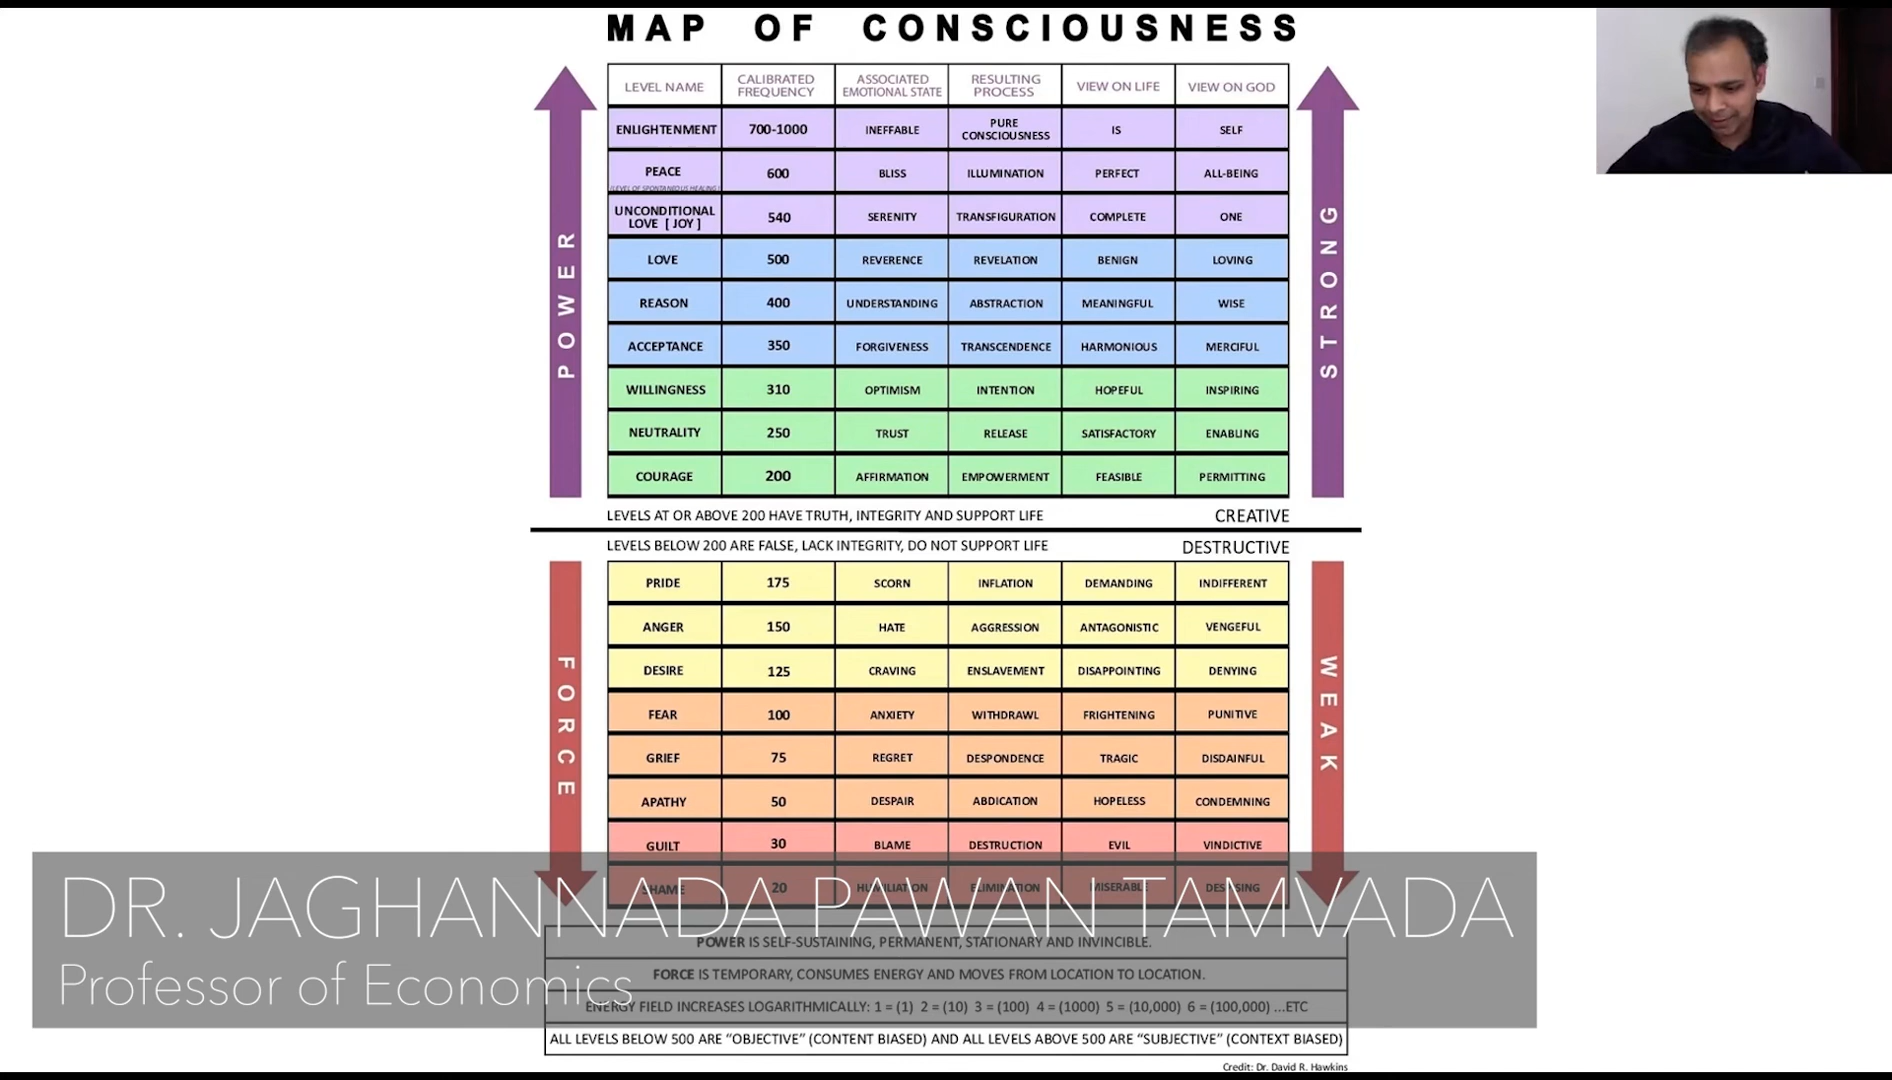 MAP OF CONSCIOUSNESS
LEVEL NAME CALIBRATED FREQUENCY ASSOCIATED EMOTIONAL STATE RESULTING PROCESS VIEW ON LIFE VIEW ON GOD
ENLIGHTENMENT 700-1000 INEFFABLE PURE CONSCIOUSNESS IS SELF
PEACE 600 BLISS ILLUMINATION PERFECT ALL-BEING
(LEVEL OF SPONTANEOUS HEALING)
UNCONDITIONAL LOVE [ JOY ] 540 SERENITY TRANSFIGURATION COMPLETE ONE
LOVE 500 REVERENCE REVELATION BENIGN LOVING
REASON 400 UNDERSTANDING ABSTRACTION MEANINGFUL WISE
ACCEPTANCE 350 FORGIVENESS TRANSCENDENCE HARMONIOUS MERCIFUL
WILLINGNESS 310 OPTIMISM INTENTION HOPEFUL INSPIRING
NEUTRALITY 250 TRUST RELEASE SATISFACTORY ENABLING
COURAGE 200 AFFIRMATION EMPOWERMENT FEASIBLE PERMITTING
POWER
STRONG
LEVELS AT OR ABOVE 200 HAVE TRUTH, INTEGRITY AND SUPPORT LIFE CREATIVE
LEVELS BELOW 200 ARE FALSE, LACK INTEGRITY, DO NOT SUPPORT LIFE DESTRUCTIVE
PRIDE 175 SCORN INFLATION DEMANDING INDIFFERENT
ANGER 150 HATE AGGRESSION ANTAGONISTIC VENGEFUL
DESIRE 125 CRAVING ENSLAVEMENT DISAPPOINTING DENYING
FEAR 100 ANXIETY WITHDRAWL FRIGHTENING PUNITIVE
GRIEF 75 REGRET DESPONDENCE TRAGIC DISDAINFUL
APATHY 50 DESPAIR ABDICATION HOPELESS CONDEMNING
GUILT 30 BLAME DESTRUCTION EVIL VINDICTIVE
SHAME 20 HUMILIATION ELIMINATION MISERABLE
FORCE
WEAK
DR. JAGHANNADA PAWAN TAMVADA
Professor of Economics
POWER IS SELF-SUSTAINING, PERMANENT, STATIONARY AND INVINCIBLE.
FORCE IS TEMPORARY, CONSUMES ENERGY AND MOVES FROM LOCATION TO LOCATION.
ENERGY FIELD INCREASES LOGARITHMICALLY: 1 = (1) 2 = (10) 3 = (100) 4 = (1000) 5 = (10,000) 6 = (100,000) ...ETC
ALL LEVELS BELOW 500 ARE “OBJECTIVE” (CONTENT BIASED) AND ALL LEVELS ABOVE 500 ARE “SUBJECTIVE” (CONTEXT BIASED)
Credit: Dr. David R. Hawkins